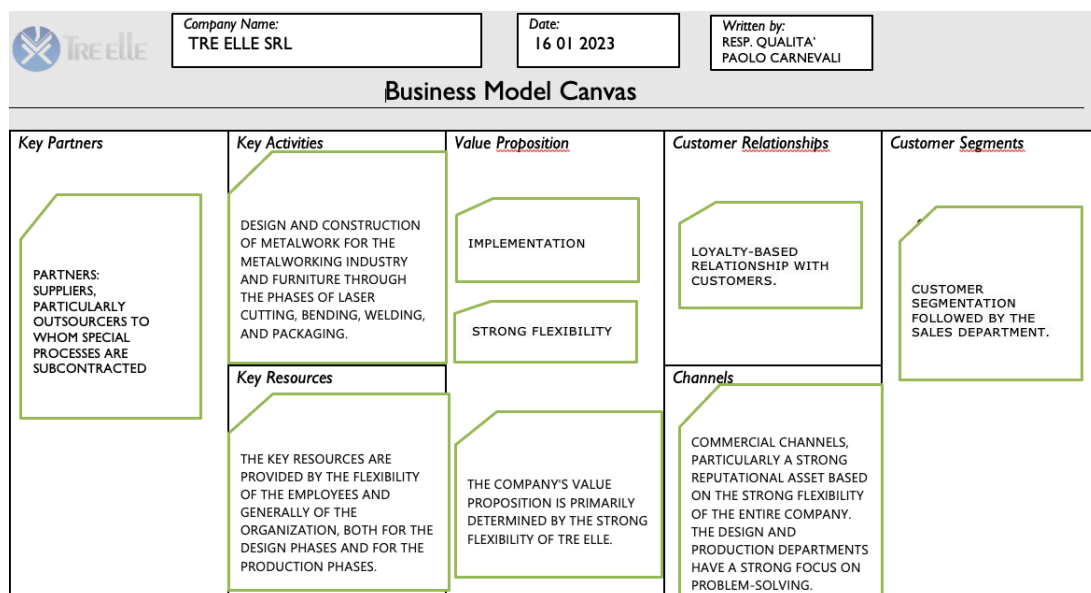 TRE ELLE
Company Name:
TRE ELLE SRL
Date:
16 01 2023
Written by:
RESP. QUALITA'
PAOLO CARNEVALI
Business Model Canvas
Key Partners
PARTNERS:
SUPPLIERS,
PARTICULARLY
OUTSOURCERS TO
WHOM SPECIAL
PROCESSES ARE
SUBCONTRACTED
Key Activities
DESIGN AND CONSTRUCTION
OF METALWORK FOR THE
METALWORKING INDUSTRY
AND FURNITURE THROUGH
THE PHASES OF LASER
CUTTING, BENDING, WELDING,
AND PACKAGING.
Key Resources
THE KEY RESOURCES ARE
PROVIDED BY THE FLEXIBILITY
OF THE EMPLOYEES AND
GENERALLY OF THE
ORGANIZATION, BOTH FOR THE
DESIGN PHASES AND FOR THE
PRODUCTION PHASES.
Value Proposition
IMPLEMENTATION
STRONG FLEXIBILITY
THE COMPANY'S VALUE
PROPOSITION IS PRIMARILY
DETERMINED BY THE STRONG
FLEXIBILITY OF TRE ELLE.
Customer Relationships
LOYALTY-BASED
RELATIONSHIP WITH
CUSTOMERS.
Channels
COMMERCIAL CHANNELS,
PARTICULARLY A STRONG
REPUTATIONAL ASSET BASED
ON THE STRONG FLEXIBILITY
OF THE ENTIRE COMPANY.
THE DESIGN AND
PRODUCTION DEPARTMENTS
HAVE A STRONG FOCUS ON
PROBLEM-SOLVING.
Customer Segments
CUSTOMER
SEGMENTATION
FOLLOWED BY THE
SALES DEPARTMENT.